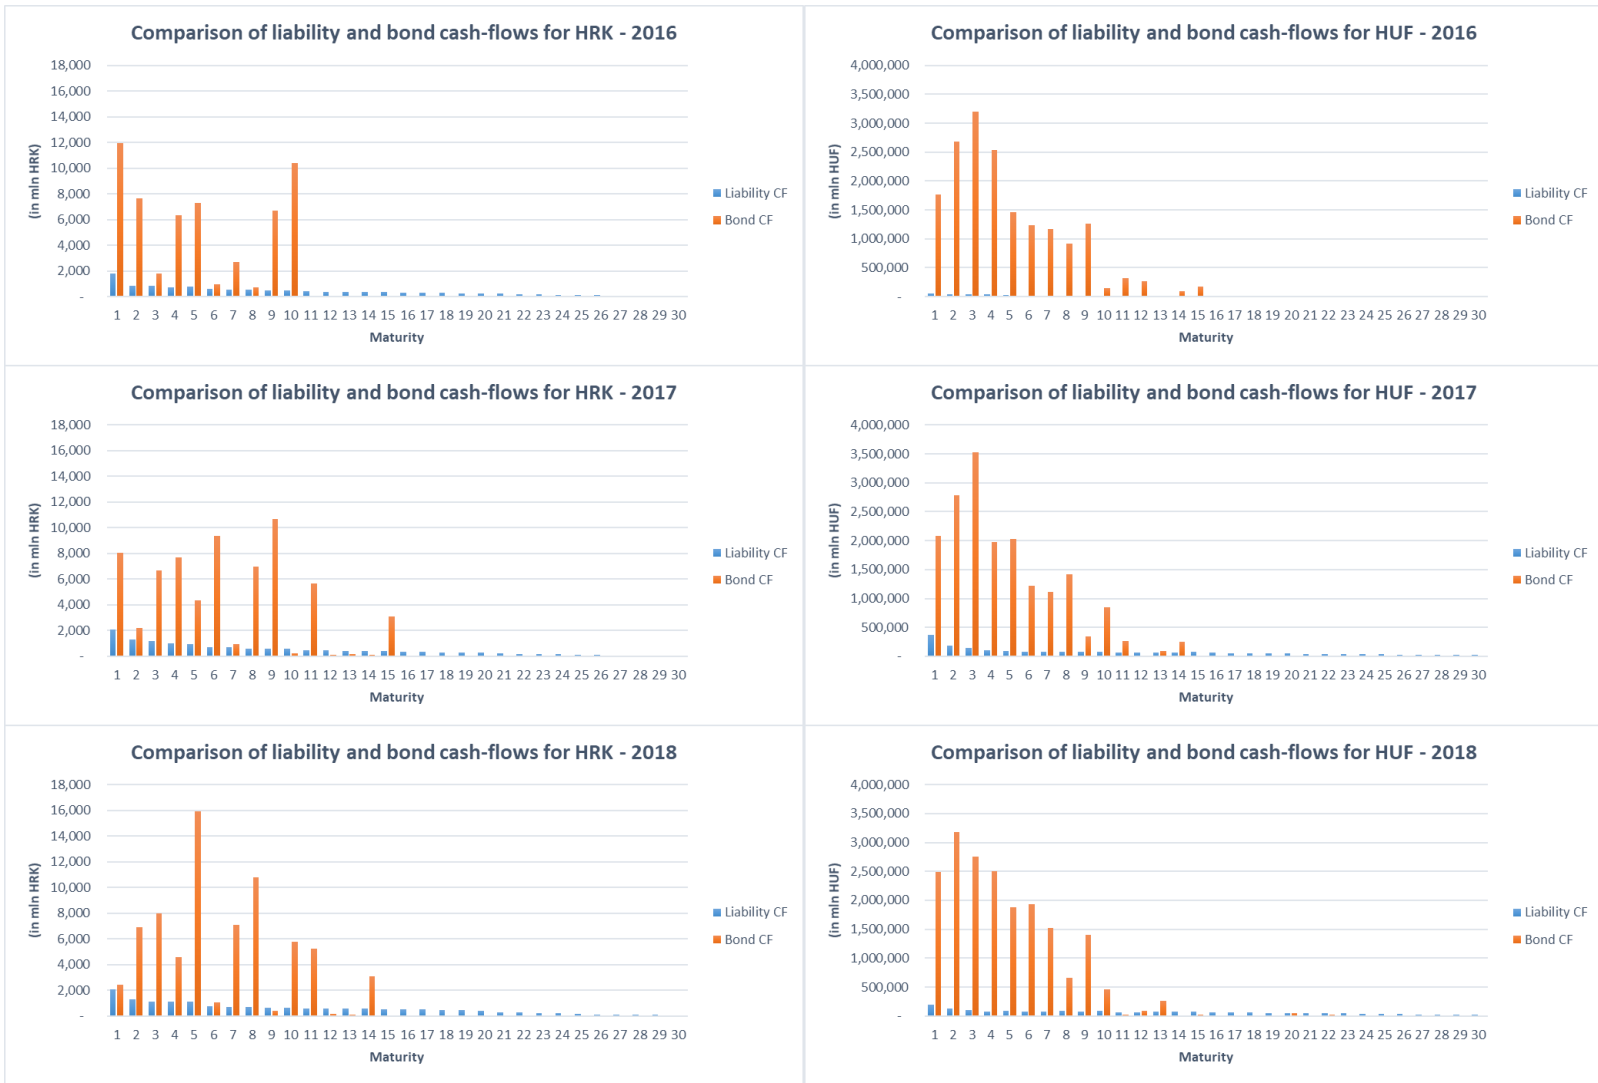 Comparison of liability and bond cash-flows for HRK - 2016
18,000
16,000
14,000
12,000
10,000
8,000
6,000
4,000
2,000
-
(in mln HRK)
1 2 3 4 5 6 7 8 9 10 11 12 13 14 15 16 17 18 19 20 21 22 23 24 25 26 27 28 29 30
Maturity
Liability CF
Bond CF
Comparison of liability and bond cash-flows for HUF - 2016
4,000,000
3,500,000
3,000,000
2,500,000
2,000,000
1,500,000
1,000,000
500,000
-
(in mln HUF)
1 2 3 4 5 6 7 8 9 10 11 12 13 14 15 16 17 18 19 20 21 22 23 24 25 26 27 28 29 30
Maturity
Liability CF
Bond CF
Comparison of liability and bond cash-flows for HRK - 2017
18,000
16,000
14,000
12,000
10,000
8,000
6,000
4,000
2,000
-
(in mln HRK)
1 2 3 4 5 6 7 8 9 10 11 12 13 14 15 16 17 18 19 20 21 22 23 24 25 26 27 28 29 30
Maturity
Liability CF
Bond CF
Comparison of liability and bond cash-flows for HUF - 2017
4,000,000
3,500,000
3,000,000
2,500,000
2,000,000
1,500,000
1,000,000
500,000
-
(in mln HUF)
1 2 3 4 5 6 7 8 9 10 11 12 13 14 15 16 17 18 19 20 21 22 23 24 25 26 27 28 29 30
Maturity
Liability CF
Bond CF
Comparison of liability and bond cash-flows for HRK - 2018
18,000
16,000
14,000
12,000
10,000
8,000
6,000
4,000
2,000
-
(in mln HRK)
1 2 3 4 5 6 7 8 9 10 11 12 13 14 15 16 17 18 19 20 21 22 23 24 25 26 27 28 29 30
Maturity
Liability CF
Bond CF
Comparison of liability and bond cash-flows for HUF - 2018
4,000,000
3,500,000
3,000,000
2,500,000
2,000,000
1,500,000
1,000,000
500,000
-
(in mln HUF)
1 2 3 4 5 6 7 8 9 10 11 12 13 14 15 16 17 18 19 20 21 22 23 24 25 26 27 28 29 30
Maturity
Liability CF
Bond CF